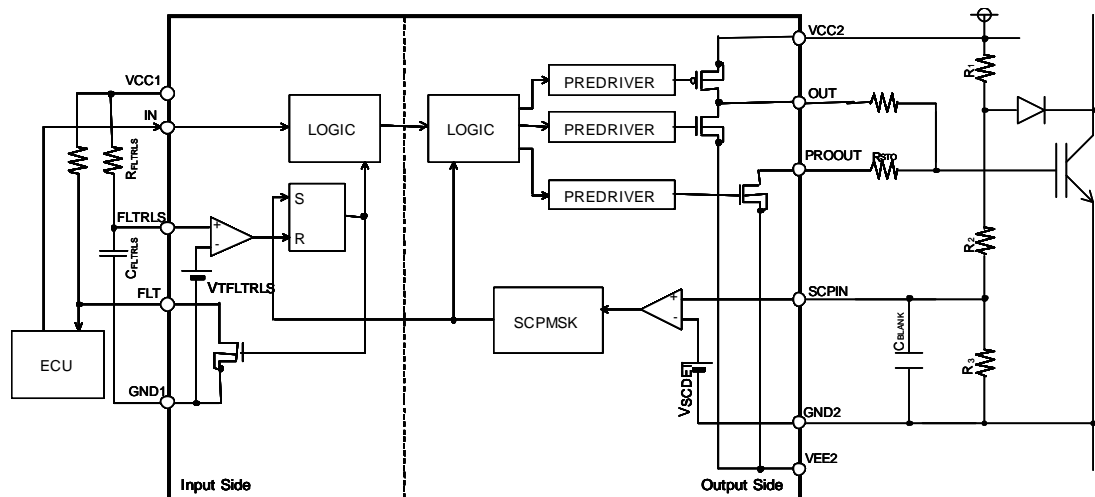 VCC2
VCC1
R1
PREDRIVER
OUT
IN
LOGIC
LOGIC
PREDRIVER
RFLTRLS
PROOUT
RSTO
PREDRIVER
S
FLTRLS
+
R
-
R2
CFLTRLS
VTFLTRLS
FLT
SCPIN
+
SCPMSK
-
CBLANK
ECU
R3
VSCDET
GND1
GND2
VEE2
Input Side
Output Side